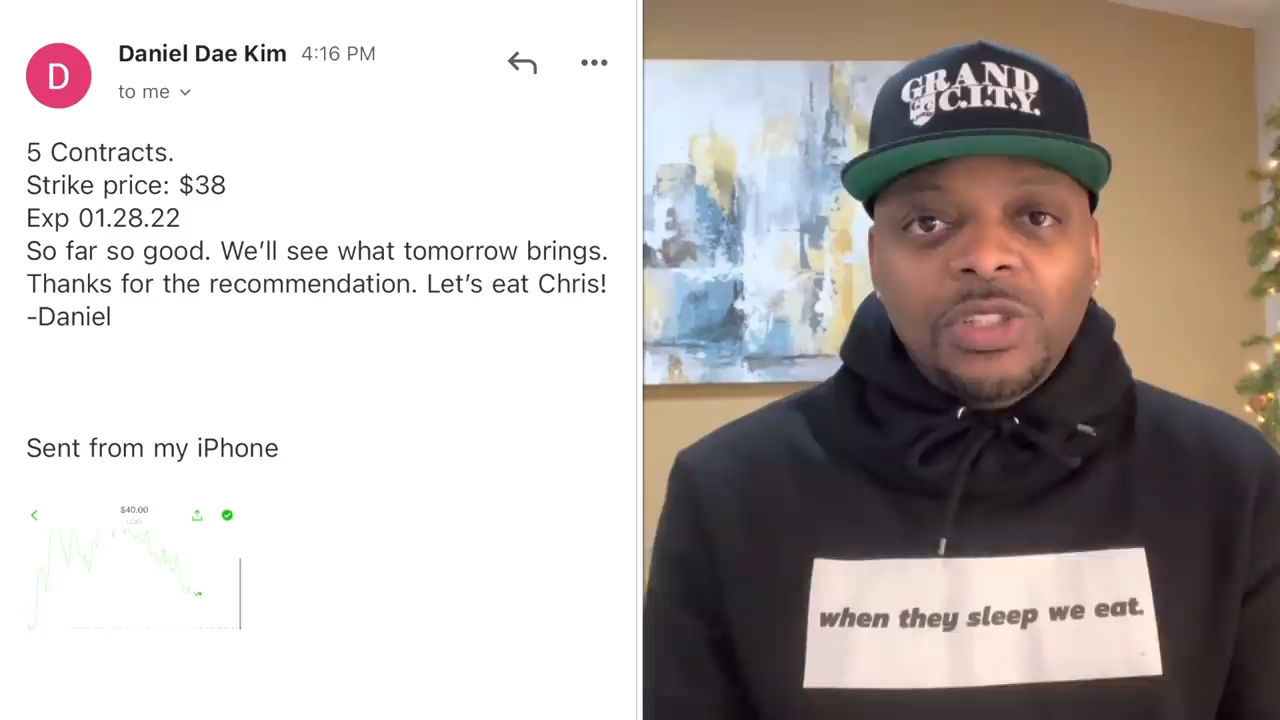 Daniel Dae Kim 4:16 PM
D
to me
5 Contracts.
Strike price: $38
Exp 01.28.22
So far so good. We'll see what tomorrow brings.
Thanks for the recommendation. Let's eat Chris!
-Daniel
Sent from my iPhone
$40.00
GRAND
C.I.T.Y.
when they sleep we eat.